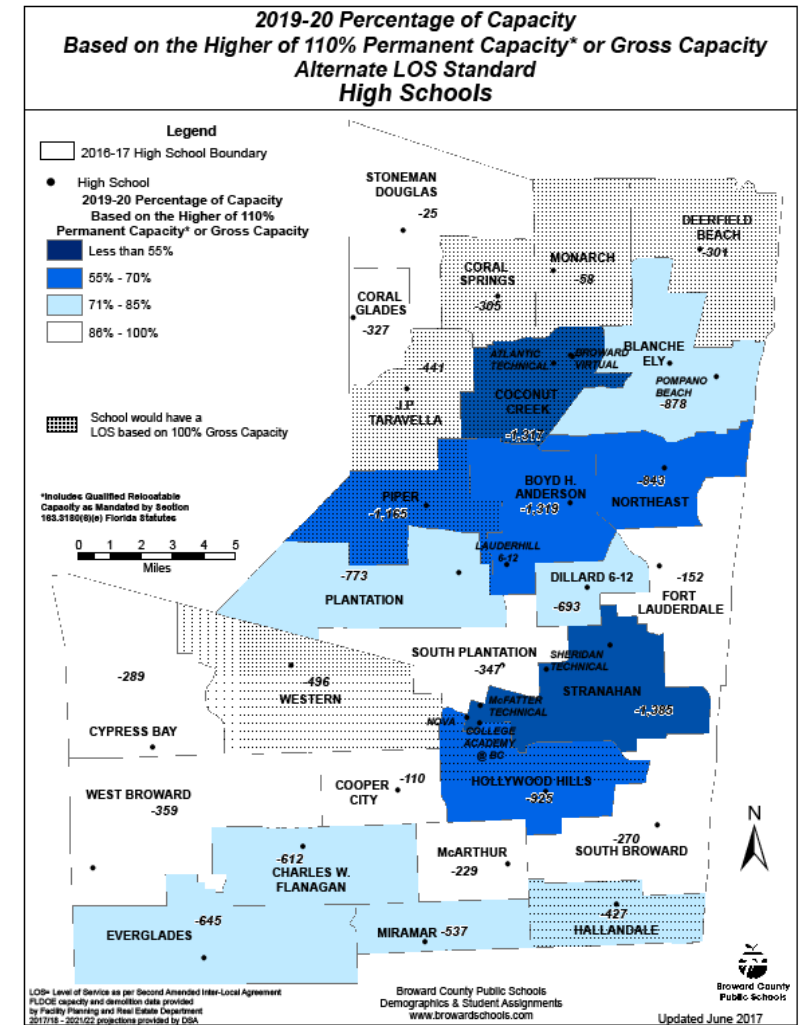 2019-20 Percentage of Capacity
Based on the Higher of 110% Permanent Capacity* or Gross Capacity
Alternate LOS Standard
High Schools
Legend
2016-17 High School Boundary
High School
2019-20 Percentage of Capacity
Based on the Higher of 110%
Permanent Capacity* or Gross Capacity
Less than 55%
55% - 70%
71% - 85%
86% - 100%
School would have a
LOS based on 100% Gross Capacity
*Includes Qualified Relocatable
Capacity as Mandated by Section
163.3180(6)(e) Florida Statutes
0 1 2 3 4 5
Miles
STONEMAN
DOUGLAS
-25
DEERFIELD
BEACH
-301
MONARCH
-58
CORAL
SPRINGS
-305
CORAL
GLADES
-327
-441
J.P.
TARAVELLA
ATLANTIC
TECHNICAL
BROWARD
VIRTUAL
COCONUT
CREEK
-1,317
BLANCHE
ELY
POMPANO
BEACH
-878
PIPER
-1,165
BOYD H.
ANDERSON
-1,319
-843
NORTHEAST
LAUDERHILL
6-12
-773
PLANTATION
DILLARD 6-12
-693
-152
FORT
LAUDERDALE
SOUTH PLANTATION
-347
SHERIDAN
TECHNICAL
STRANAHAN
-1,385
-289
CYPRESS BAY
-496
WESTERN
McFATTER
TECHNICAL
NOVA
COLLEGE
ACADEMY
@ BC
HOLLYWOOD HILLS
-925
WEST BROWARD
-359
COOPER
CITY
-110
-270
SOUTH BROWARD
McARTHUR
-229
-612
CHARLES W.
FLANAGAN
-645
EVERGLADES
MIRAMAR -537
-427
HALLANDALE
N
LOS= Level of Service as per Second Amended Inter-Local Agreement
FLDOE capacity and demolition data provided
by Facility Planning and Real Estate Department
2017/18 - 2021/22 projections provided by DSA
Broward County Public Schools
Demographics & Student Assignments
www.browardschools.com
Broward County
Public Schools
Updated June 2017